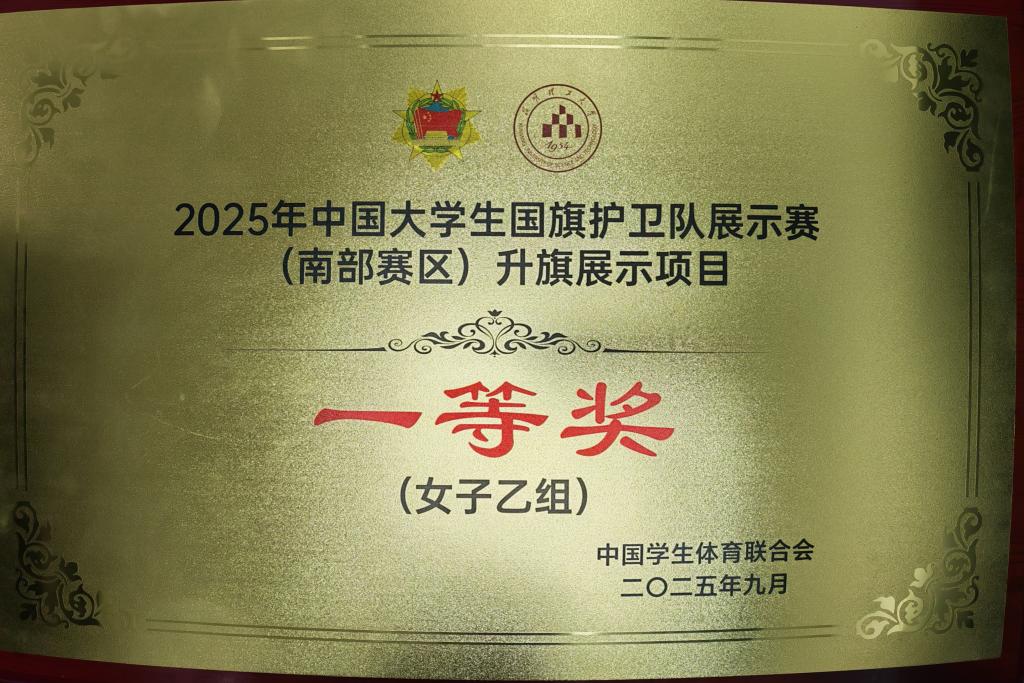 1954
2025年中国大学生国旗护卫队展示赛
（南部赛区）升旗展示项目
一等奖
（女子乙组）
中国学生体育联合会
二〇二五年九月